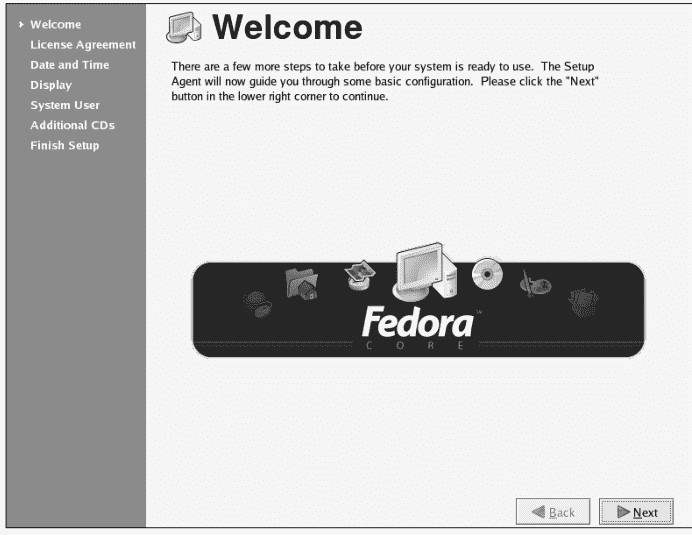 Welcome
License Agreement
Date and Time
Display
System User
Additional CDs
Finish Setup
Welcome
There are a few more steps to take before your system is ready to use. The Setup
Agent will now guide you through some basic configuration. Please click the "Next"
button in the lower right corner to continue.
Fedora™
CORE
Back
Next